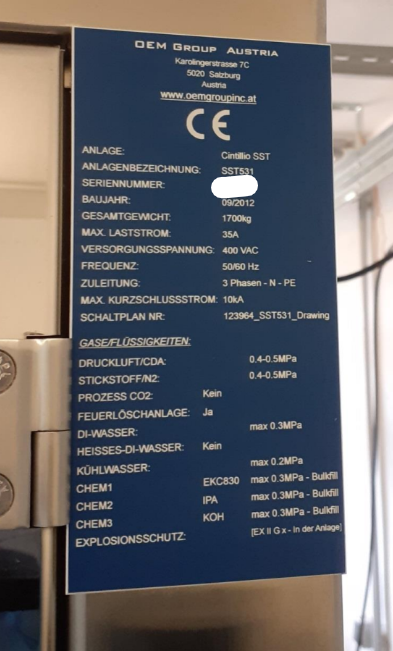 OEM GROUP AUSTRIA
Karolingerstrasse 7C
5020 Salzburg
Austria
www.oemgroupinc.at
CE
ANLAGE: Cintillio SST
ANLAGENBEZEICHNUNG: SST531
SERIENNUMMER:
BAUJAHR: 09/2012
GESAMTGEWICHT: 1700kg
MAX. LASTSTROM: 35A
VERSORGUNGSSPANNUNG: 400 VAC
FREQUENZ: 50/60 Hz
ZULEITUNG: 3 Phasen - N - PE
MAX. KURZSCHLUSSSTROM: 10kA
SCHALTPLAN NR: 123964_SST531_Drawing
GASE/FLÜSSIGKEITEN:
DRUCKLUFT/CDA: 0.4-0.5MPa
STICKSTOFF/N2: 0.4-0.5MPa
PROZESS CO2: Kein
FEUERLÖSCHANLAGE: Ja
DI-WASSER: max 0.3MPa
HEISSES-DI-WASSER: Kein
KÜHLWASSER: max 0.2MPa
CHEM1 EKC830 max 0.3MPa - Bulkfill
CHEM2 IPA max 0.3MPa - Bulkfill
CHEM3 KOH max 0.3MPa - Bulkfill
EXPLOSIONSSCHUTZ: [EX II G x - In der Anlage]